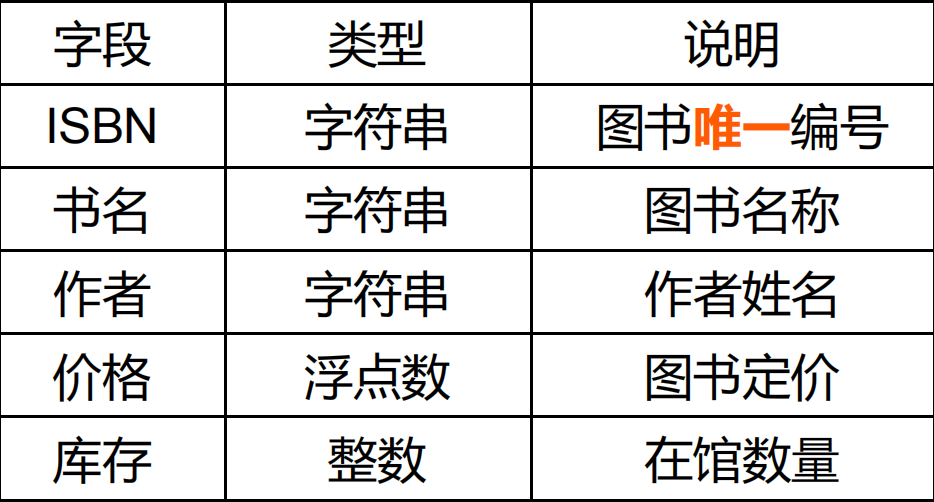 字段 类型 说明
ISBN 字符串 图书唯一编号
书名 字符串 图书名称
作者 字符串 作者姓名
价格 浮点数 图书定价
库存 整数 在馆数量